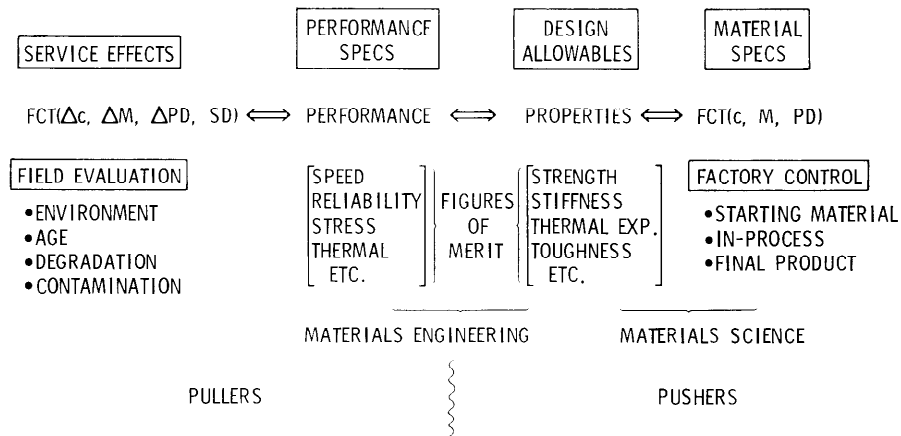 SERVICE EFFECTS
PERFORMANCE
SPECS
DESIGN
ALLOWABLES
MATERIAL
SPECS
FCT(Δc, ΔM, ΔPD, SD) ⟺ PERFORMANCE ⟺ PROPERTIES ⟺ FCT(c, M, PD)
FIELD EVALUATION
•ENVIRONMENT
•AGE
•DEGRADATION
•CONTAMINATION
SPEED
RELIABILITY
STRESS
THERMAL
ETC.
FIGURES
OF
MERIT
STRENGTH
STIFFNESS
THERMAL EXP.
TOUGHNESS
ETC.
FACTORY CONTROL
•STARTING MATERIAL
•IN-PROCESS
•FINAL PRODUCT
MATERIALS ENGINEERING
MATERIALS SCIENCE
PULLERS
PUSHERS